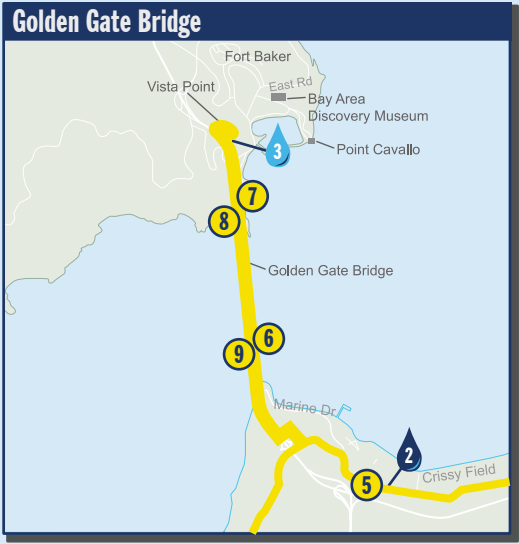 Golden Gate Bridge
Fort Baker
Vista Point
East Rd
Bay Area
Discovery Museum
3
Point Cavallo
7
8
Golden Gate Bridge
6
9
Marine Dr
2
Crissy Field
5